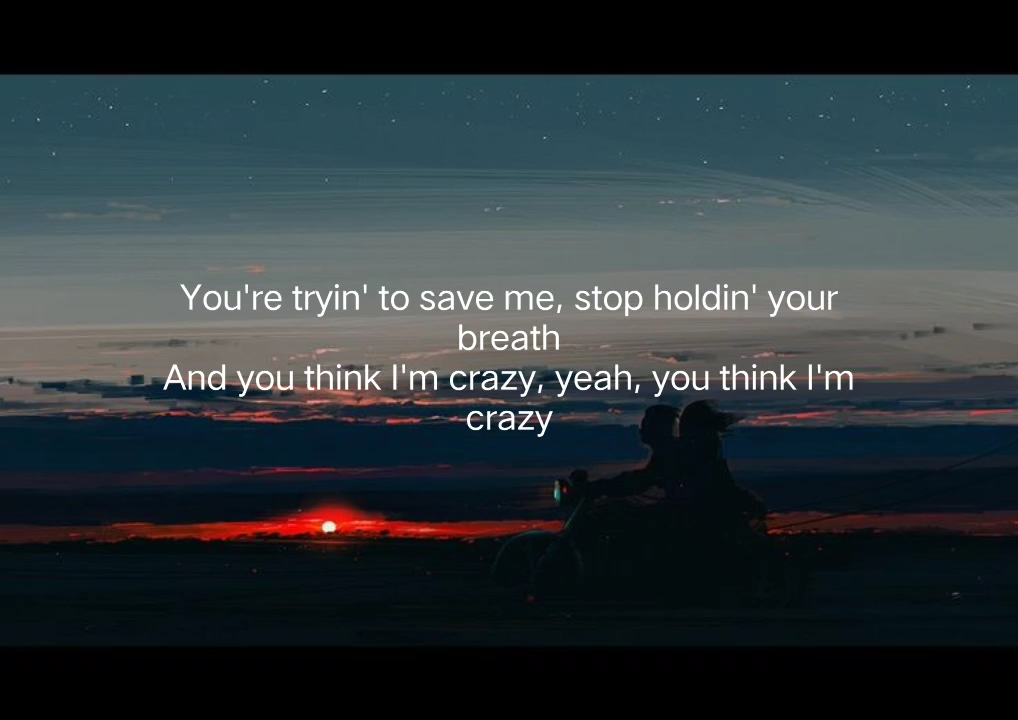 You're tryin' to save me, stop holdin' your
breath
And you think I'm crazy, yeah, you think I'm
crazy